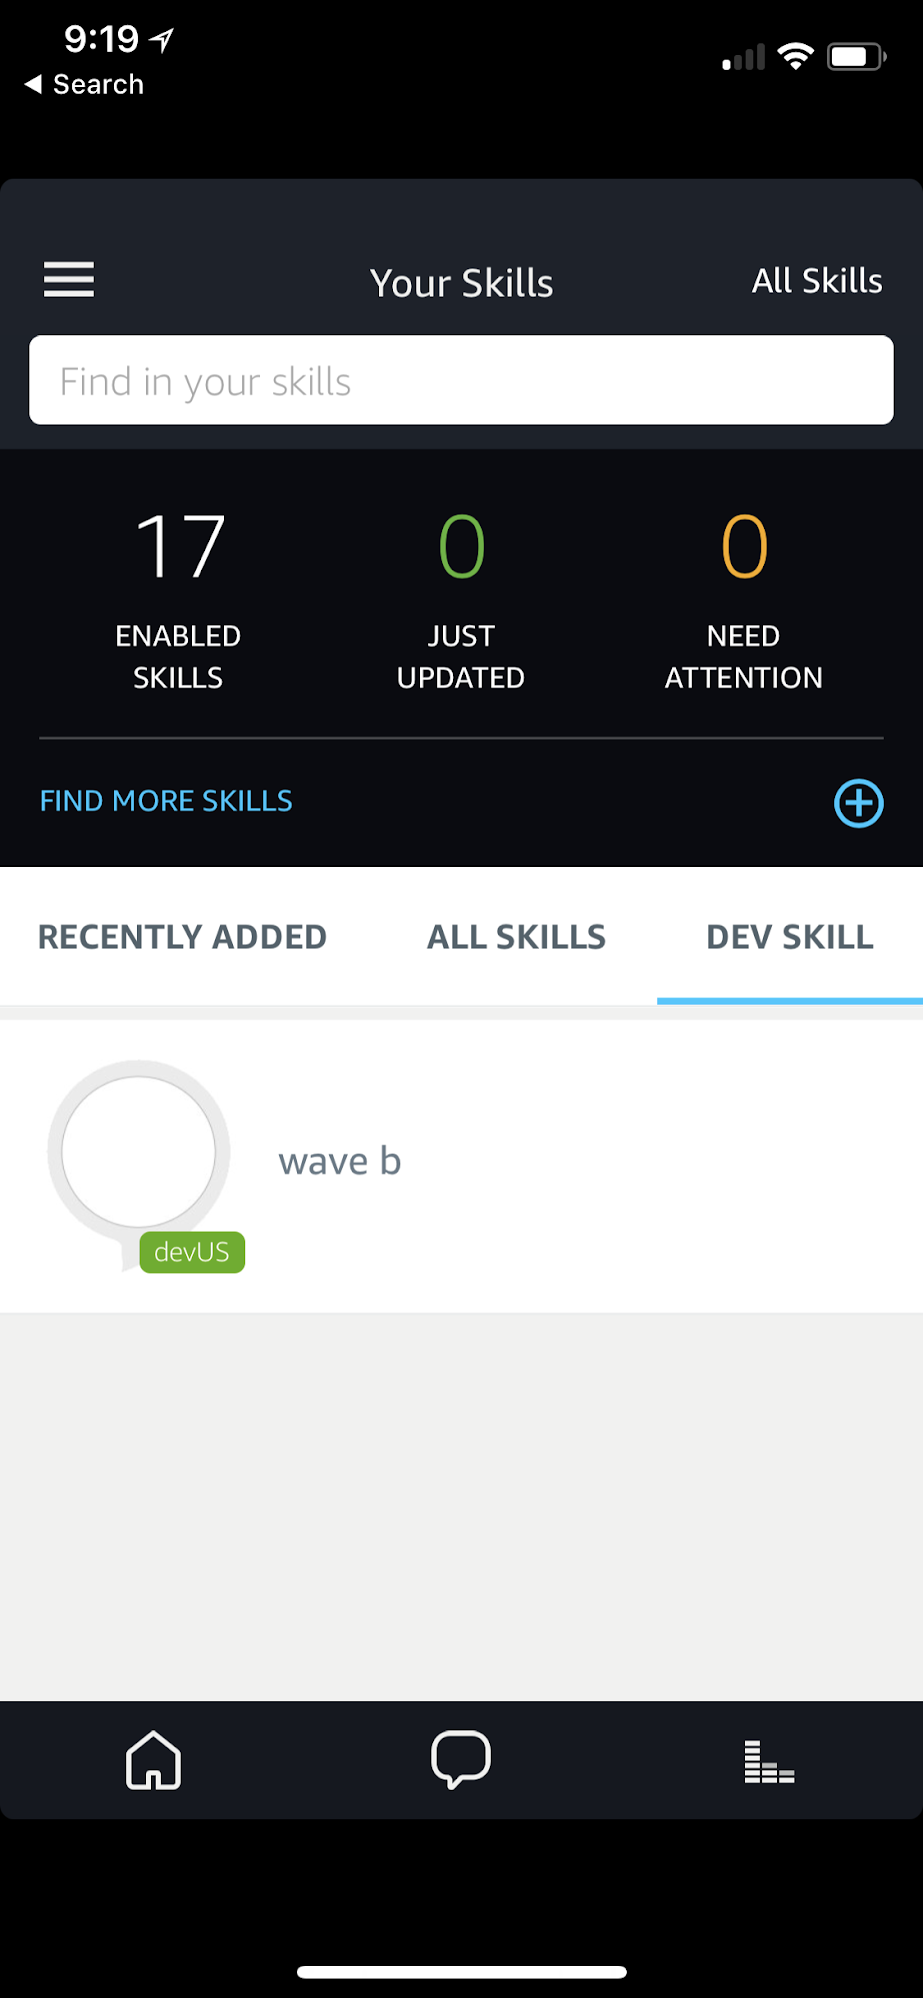 9:19
Search
Your Skills
All Skills
Find in your skills
17
0
0
ENABLED
SKILLS
JUST
UPDATED
NEED
ATTENTION
FIND MORE SKILLS
RECENTLY ADDED
ALL SKILLS
DEV SKILL
wave b
devUS